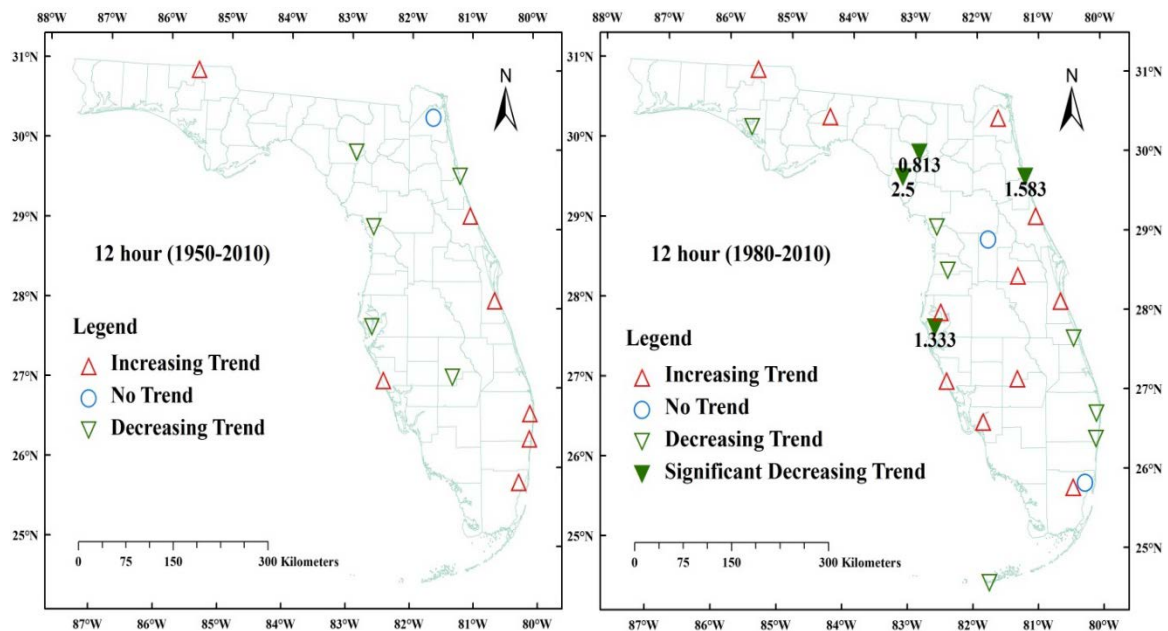 87°W 86°W 85°W 84°W 83°W 82°W 81°W 80°W
31°N
30°N
29°N
28°N
27°N
26°N
25°N
N
12 hour (1950-2010)
Legend
Increasing Trend
No Trend
Decreasing Trend
0 75 150 300 Kilometers
87°W 86°W 85°W 84°W 83°W 82°W 81°W 80°W
88°W 87°W 86°W 85°W 84°W 83°W 82°W 81°W 80°W
31°N
30°N
29°N
28°N
27°N
26°N
25°N
N
0.813
2.5
1.583
12 hour (1980-2010)
1.333
Legend
Increasing Trend
No Trend
Decreasing Trend
Significant Decreasing Trend
0 75 150 300 Kilometers
31°N
30°N
29°N
28°N
27°N
26°N
25°N
87°W 86°W 85°W 84°W 83°W 82°W 81°W 80°W